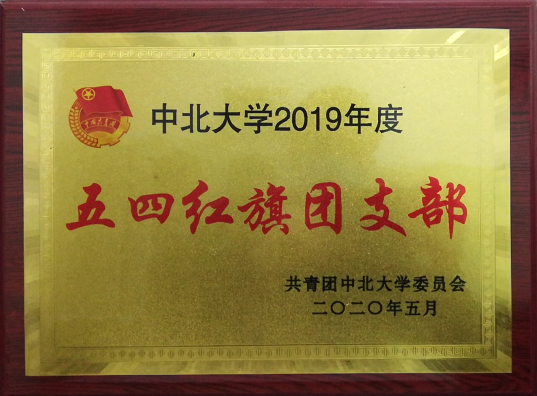 中北大学2019年度
五四红旗团支部
共青团中北大学委员会
二〇二〇年五月